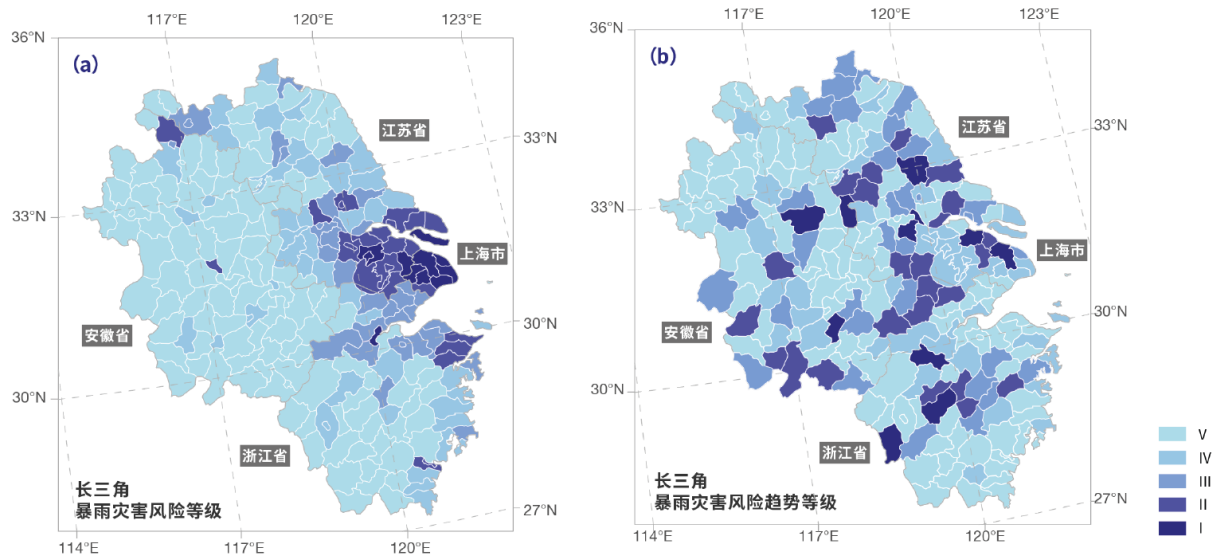 117°E
120°E
123°E
36°N
(a)
江苏省
33°N
33°N
上海市
安徽省
30°N
30°N
浙江省
长三角
暴雨灾害风险等级
27°N
114°E
117°E
120°E
117°E
120°E
123°E
36°N
(b)
江苏省
33°N
33°N
上海市
安徽省
30°N
30°N
浙江省
长三角
暴雨灾害风险趋势等级
27°N
114°E
117°E
120°E
V
IV
III
II
I